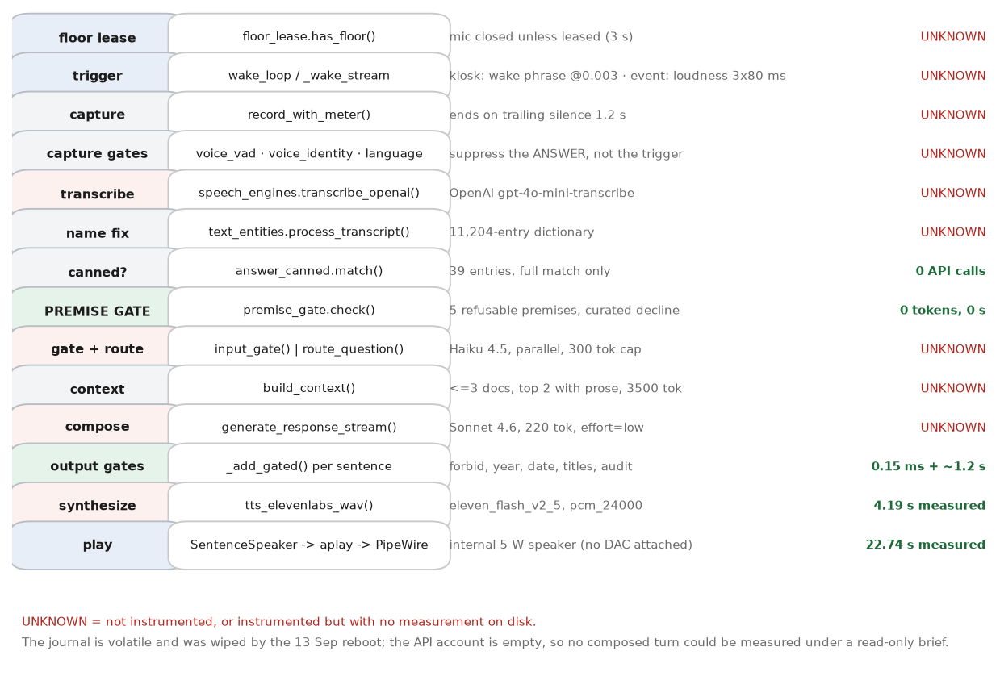 floor lease floor_lease.has_floor() mic closed unless leased (3 s) UNKNOWN
trigger wake_loop / _wake_stream kiosk: wake phrase @0.003 · event: loudness 3x80 ms UNKNOWN
capture record_with_meter() ends on trailing silence 1.2 s UNKNOWN
capture gates voice_vad · voice_identity · language suppress the ANSWER, not the trigger UNKNOWN
transcribe speech_engines.transcribe_openai() OpenAI gpt-4o-mini-transcribe UNKNOWN
name fix text_entities.process_transcript() 11,204-entry dictionary UNKNOWN
canned? answer_canned.match() 39 entries, full match only 0 API calls
PREMISE GATE premise_gate.check() 5 refusable premises, curated decline 0 tokens, 0 s
gate + route input_gate() | route_question() Haiku 4.5, parallel, 300 tok cap UNKNOWN
context build_context() <=3 docs, top 2 with prose, 3500 tok UNKNOWN
compose generate_response_stream() Sonnet 4.6, 220 tok, effort=low UNKNOWN
output gates _add_gated() per sentence forbid, year, date, titles, audit 0.15 ms + ~1.2 s
synthesize tts_elevenlabs_wav() eleven_flash_v2_5, pcm_24000 4.19 s measured
play SentenceSpeaker -> aplay -> PipeWire internal 5 W speaker (no DAC attached) 22.74 s measured
UNKNOWN = not instrumented, or instrumented but with no measurement on disk.
The journal is volatile and was wiped by the 13 Sep reboot; the API account is empty, so no composed turn could be measured under a read-only brief.